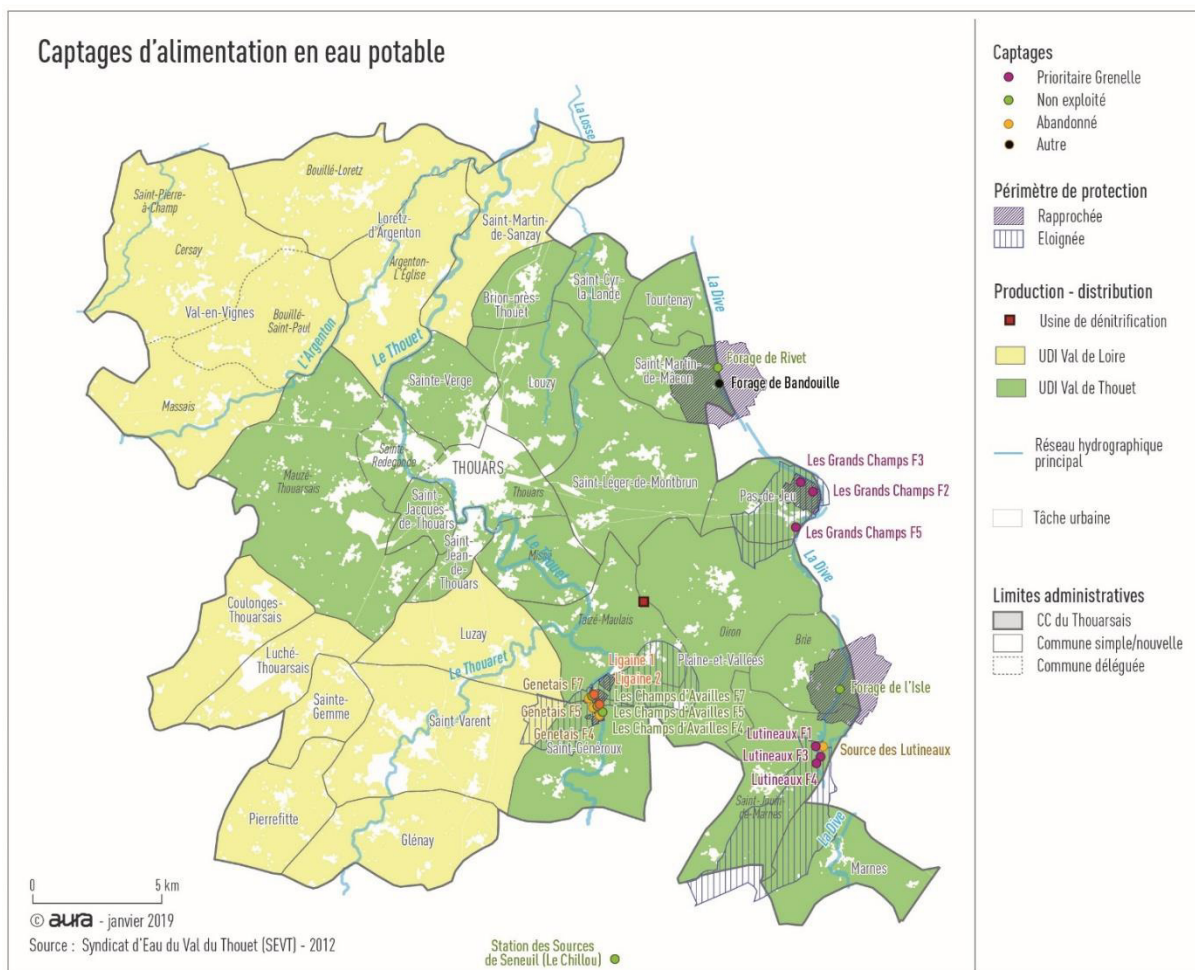 Captages d'alimentation en eau potable
La Losse
Bouillé-Loretz
Saint-Pierre-
à-Champ
Loretz-
d'Argenton
Saint-Martin-
de-Sanzay
Cersay
Argenton-
L'Église
Val-en-Vignes
Bouillé-
Saint-Paul
L'Argenton
Le Thouet
Massais
Brion-près-
Thouet
Saint-Cyr-
la-Lande
Tourtenay
La Dive
Forage de Rivet
Saint-Martin-
de-Mâcon
Forage de Bandouille
Sainte-Verge
Louzy
Sainte-
Radegonde
THOUARS
Mauzé-
Thouarsais
Thouars
Saint-Léger-de-Montbrun
Les Grands Champs F3
Pas-de-Jeu
Les Grands Champs F2
Les Grands Champs F5
Saint-
Jacques-
de-Thouars
Saint-
Jean-
de-
Thouars
Le Thouet
La Dive
Coulonges-
Thouarsais
Luzay
Taizé-Maulais
Oiron
Brie
Luché-
Thouarsais
Le Thouaret
Ligaine 1
Ligaine 2
Plaine-et-Vallées
Sainte-
Gemme
Saint-Varent
Genetais F7
Genetais F5
Genetais F4
Les Champs d'Availles F7
Les Champs d'Availles F5
Les Champs d'Availles F4
Saint-Généroux
Forage de l'Isle
Lutineaux F1
Lutineaux F3
Lutineaux F4
Source des Lutineaux
Saint-Jouin-
de-Marnes
Pierrefitte
Glénay
La Dive
Marnes
0 5 km
© aura - janvier 2019
Source : Syndicat d'Eau du Val du Thouet (SEVT) - 2012
Station des Sources
de Seneuil (Le Chillou)
Captages
Prioritaire Grenelle
Non exploité
Abandonné
Autre
Périmètre de protection
Rapprochée
Eloignée
Production - distribution
Usine de dénitrification
UDI Val de Loire
UDI Val de Thouet
Réseau hydrographique
principal
Tâche urbaine
Limites administratives
CC du Thouarsais
Commune simple/nouvelle
Commune déléguée